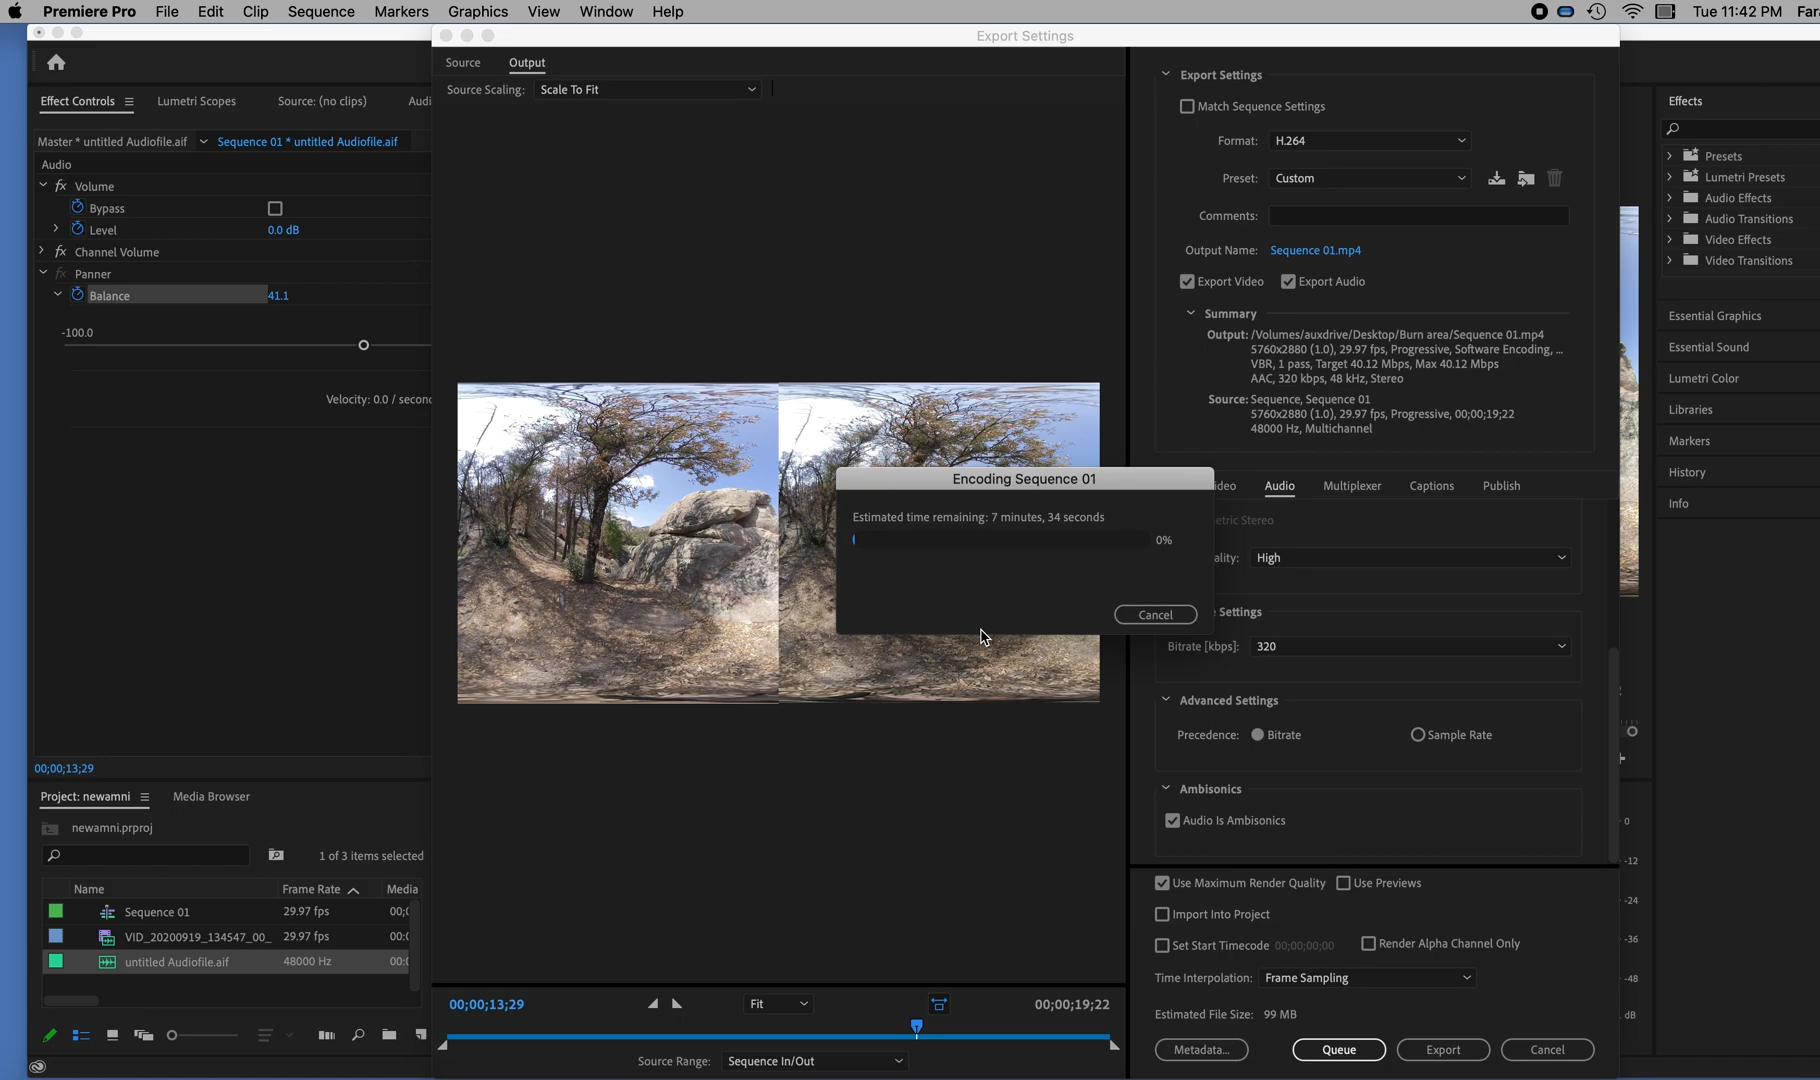 Premiere Pro File Edit Clip Sequence Markers Graphics View Window Help Tue 11:42 PM
Export Settings
Source Output
Source Scaling: Scale To Fit
Effect Controls Lumetri Scopes Source: (no clips)
Master * untitled Audiofile.aif Sequence 01 * untitled Audiofile.aif
Audio
fx Volume
Bypass
Level 0.0 dB
fx Channel Volume
fx Panner
Balance 41.1
-100.0
Velocity: 0.0 /
00;00;13;29
Project: newamni Media Browser
newamni.prproj
1 of 3 items selected
Name Frame Rate Media
Sequence 01 29.97 fps
VID_20200919_134547_00_ 29.97 fps
untitled Audiofile.aif 48000 Hz
Encoding Sequence 01
Estimated time remaining: 7 minutes, 34 seconds
0%
Cancel
00;00;13;29 Fit 00;00;19;22
Source Range: Sequence In/Out
Export Settings
Match Sequence Settings
Format: H.264
Preset: Custom
Comments:
Output Name: Sequence 01.mp4
Export Video Export Audio
Summary
Output: /Volumes/auxdrive/Desktop/Burn area/Sequence 01.mp4
5760x2880 (1.0), 29.97 fps, Progressive, Software Encoding, ...
VBR, 1 pass, Target 40.12 Mbps, Max 40.12 Mbps
AAC, 320 kbps, 48 kHz, Stereo
Source: Sequence, Sequence 01
5760x2880 (1.0), 29.97 fps, Progressive, 00;00;19;22
48000 Hz, Multichannel
Audio Multiplexer Captions Publish
Stereo
High
Settings
Bitrate [kbps]: 320
Advanced Settings
Precedence: Bitrate Sample Rate
Ambisonics
Audio Is Ambisonics
Use Maximum Render Quality Use Previews
Import Into Project
Set Start Timecode 00;00;00;00 Render Alpha Channel Only
Time Interpolation: Frame Sampling
Estimated File Size: 99 MB
Metadata... Queue Export Cancel
Effects
Presets
Lumetri Presets
Audio Effects
Audio Transitions
Video Effects
Video Transitions
Essential Graphics
Essential Sound
Lumetri Color
Libraries
Markers
History
Info
0
-12
-24
-36
-48
dB